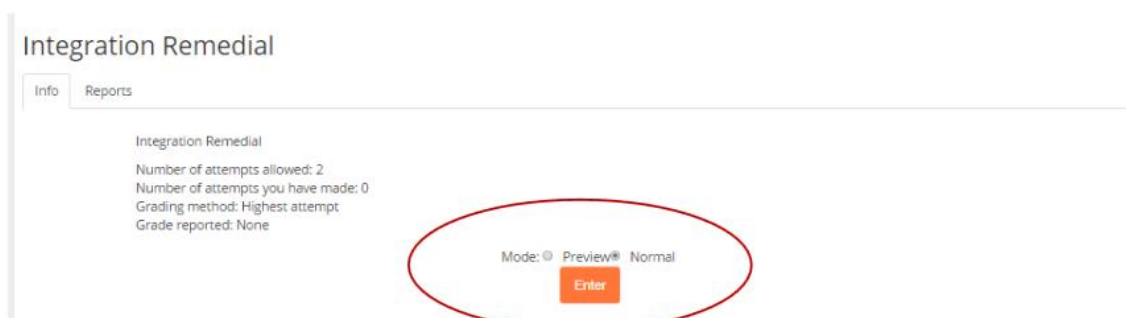 Integration Remedial
Info Reports
Integration Remedial
Number of attempts allowed: 2
Number of attempts you have made: 0
Grading method: Highest attempt
Grade reported: None
Mode: Preview Normal
Enter